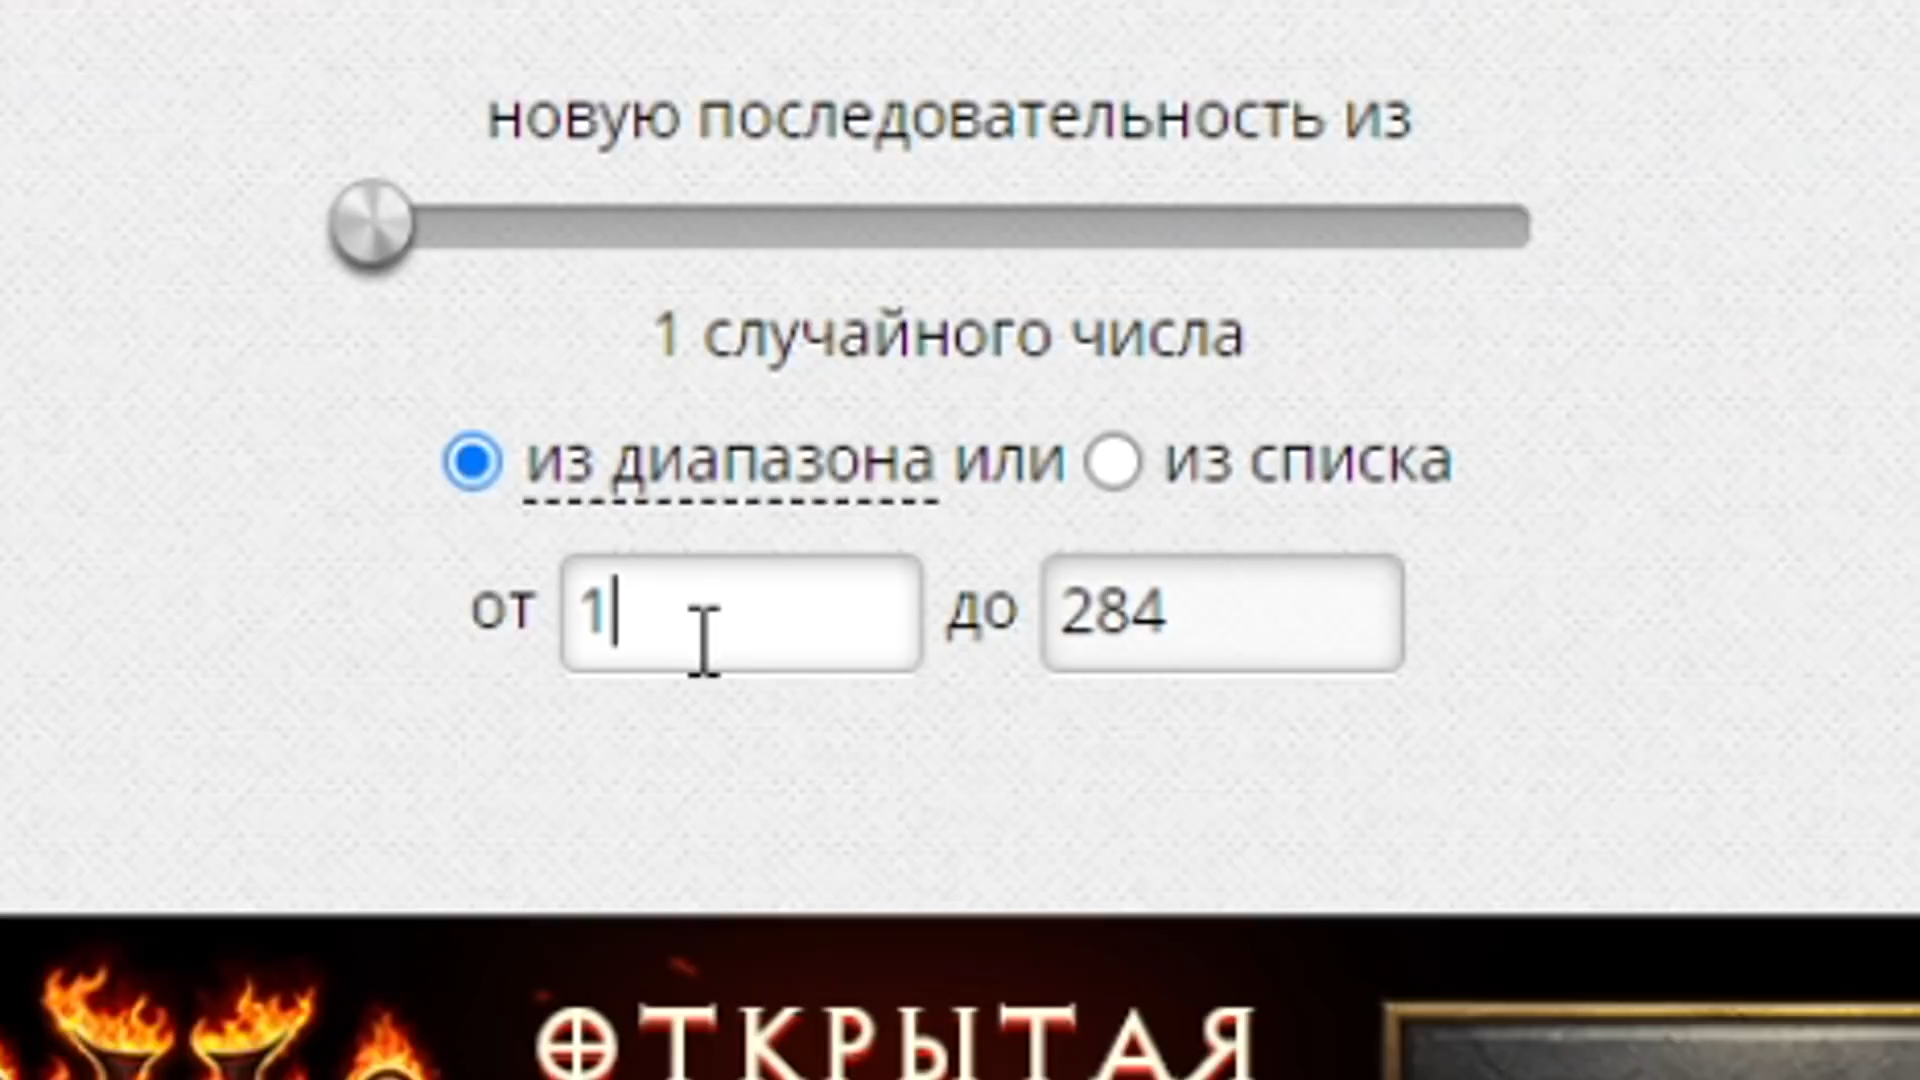 новую последовательность из
1 случайного числа
из диапазона или из списка
от 1 до 284
ОТКРЫТАЯ